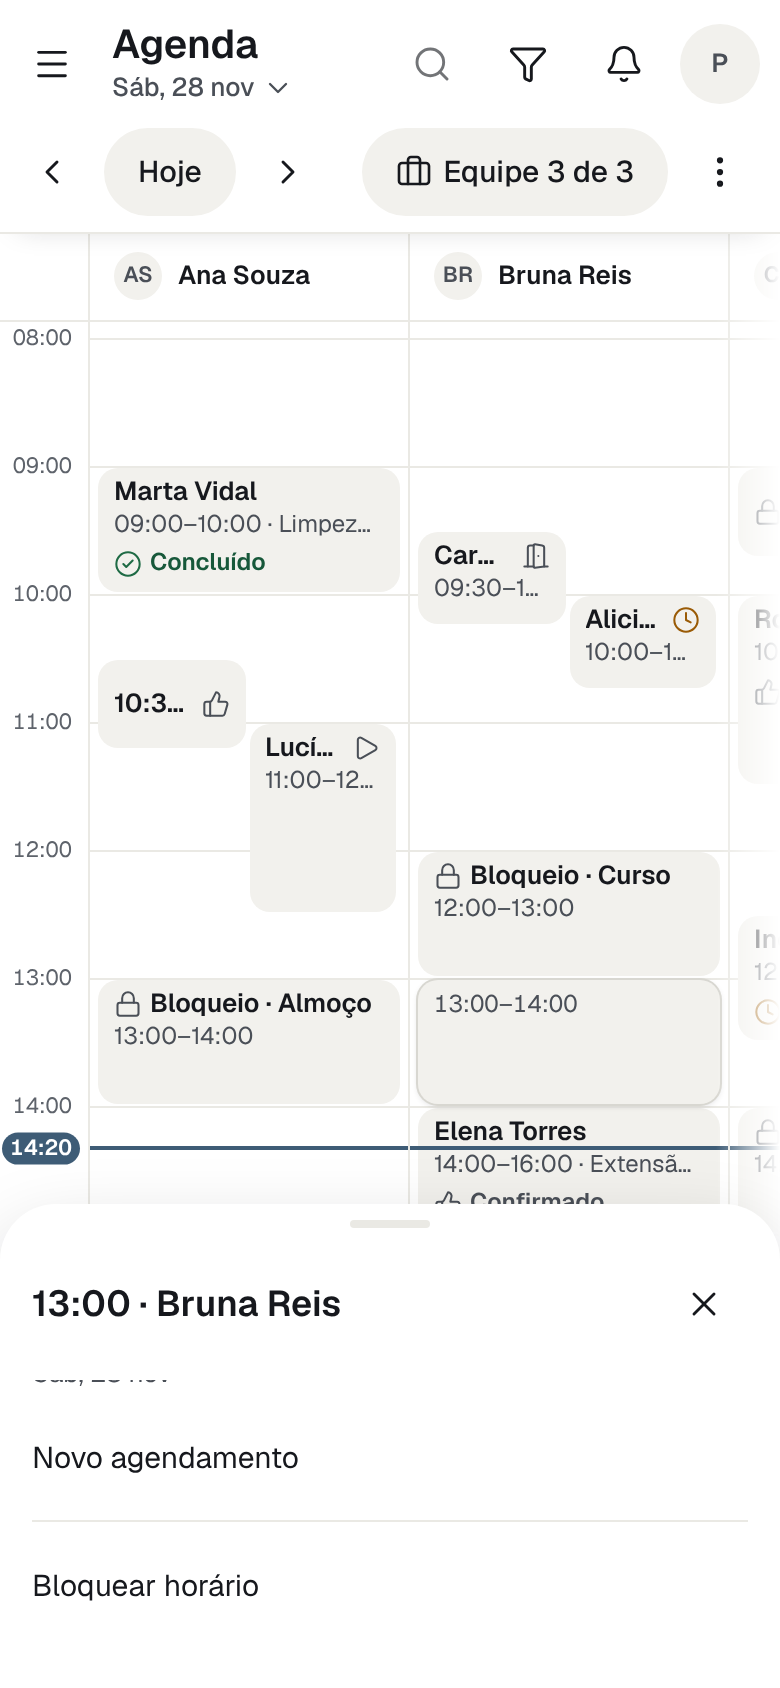 Agenda
Sáb, 28 nov
P
Hoje
Equipe 3 de 3
AS Ana Souza
BR Bruna Reis
08:00
09:00
Marta Vidal
09:00–10:00 · Limpez...
Concluído
Car...
09:30–1...
10:00
Alici...
10:00–1...
10:3...
11:00
Lucí...
11:00–12...
12:00
Bloqueio · Curso
12:00–13:00
13:00
Bloqueio · Almoço
13:00–14:00
13:00–14:00
14:00
14:20
Elena Torres
14:00–16:00 · Extensã...
Confirmado
13:00 · Bruna Reis
Novo agendamento
Bloquear horário